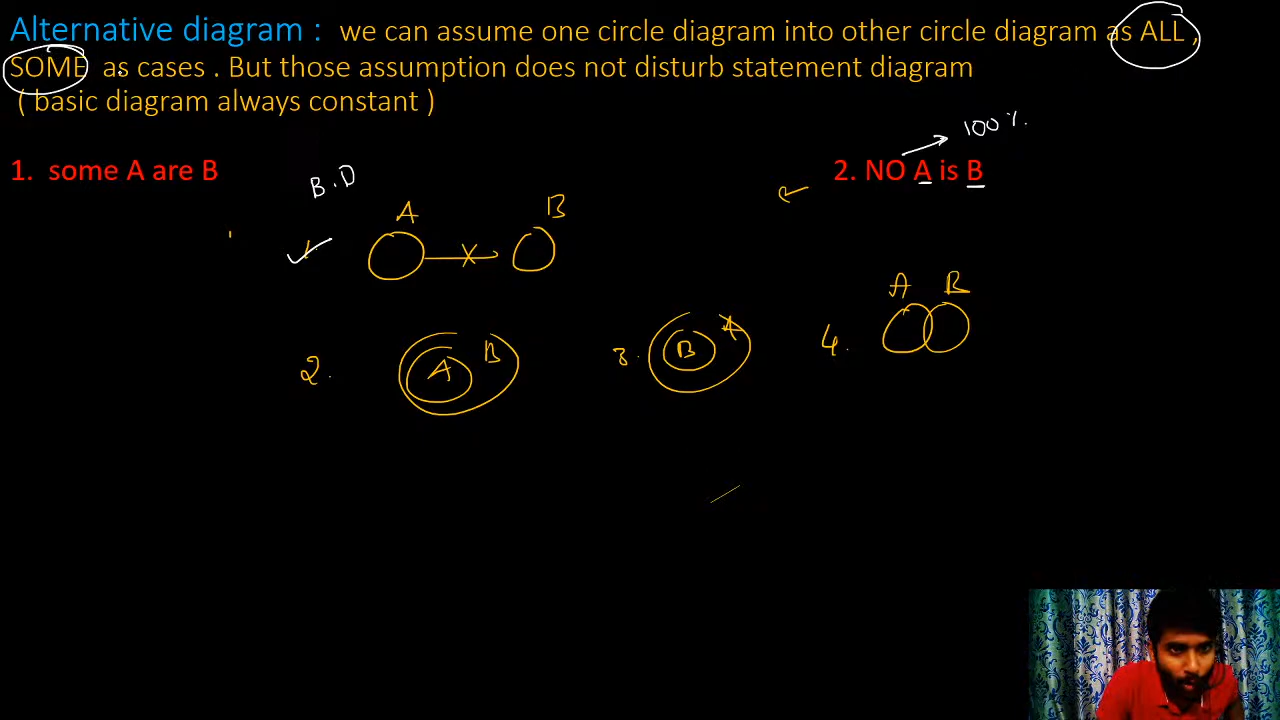 Alternative diagram : we can assume one circle diagram into other circle diagram as ALL ,
SOME as cases . But those assumption does not disturb statement diagram
( basic diagram always constant )
100 %
1. some A are B
2. NO A is B
B.D
A B
A B
2. A B
3. B A
4.